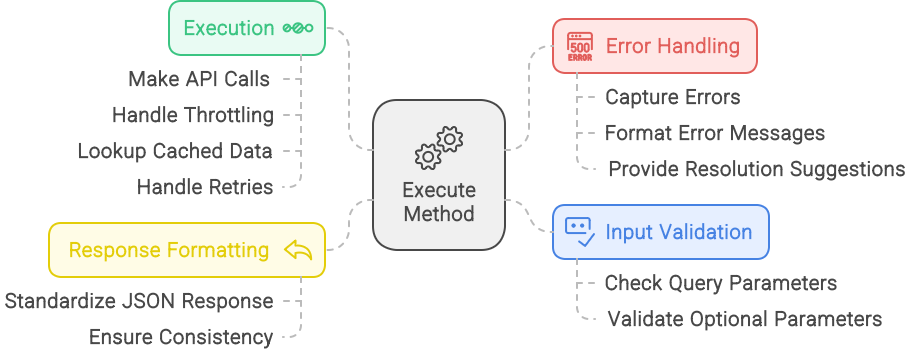 Execution
Make API Calls
Handle Throttling
Lookup Cached Data
Handle Retries
Response Formatting
Standardize JSON Response
Ensure Consistency
Execute
Method
500
ERROR
Error Handling
Capture Errors
Format Error Messages
Provide Resolution Suggestions
Input Validation
Check Query Parameters
Validate Optional Parameters